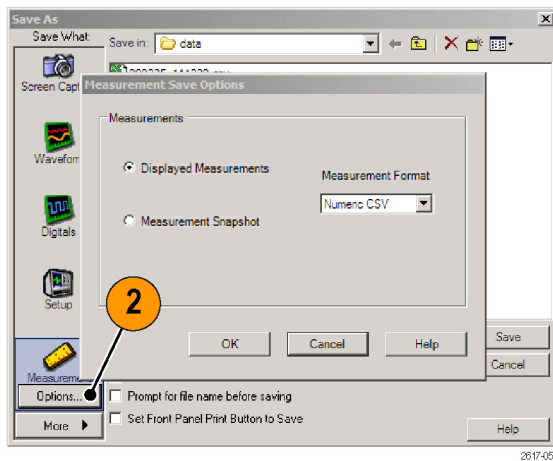 Save As
Save What:
Save in: data
Screen Capt
Measurement Save Options
Measurements
Displayed Measurements
Measurement Format
Numeric CSV
Measurement Snapshot
Waveform
Digitals
Setup
2
OK Cancel Help
Save
Cancel
Measureme
Options...
Prompt for file name before saving
Set Front Panel Print Button to Save
More
Help
2617-05